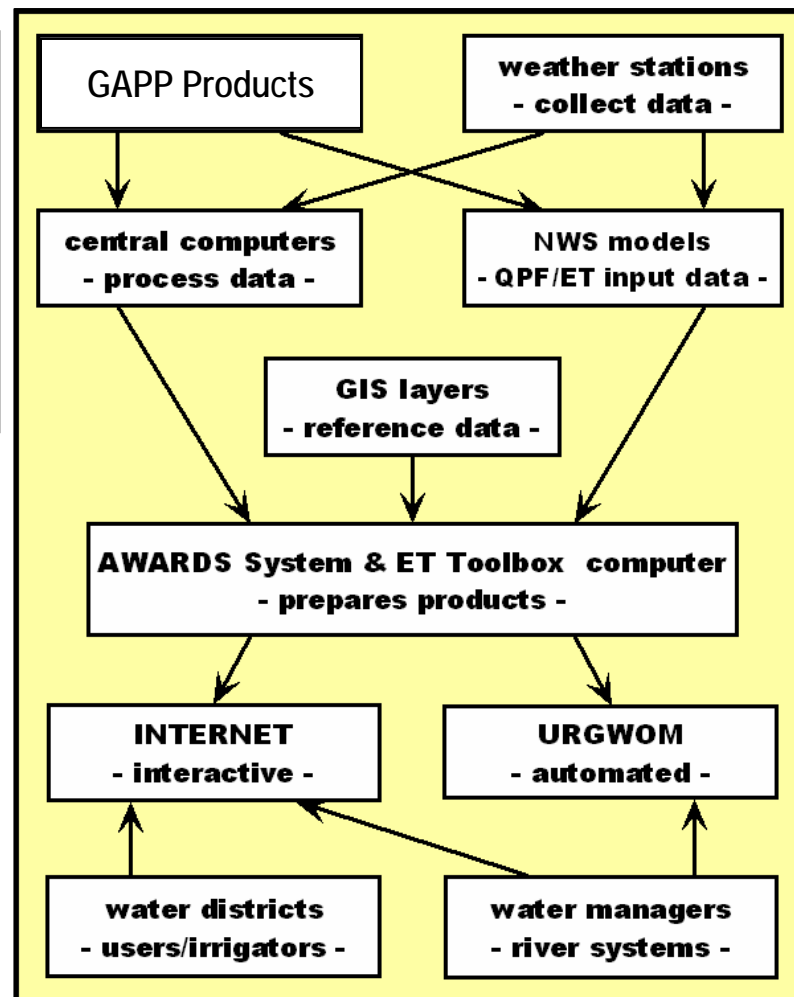 GAPP Products
weather stations
- collect data -
central computers
- process data -
NWS models
- QPF/ET input data -
GIS layers
- reference data -
AWARDS System & ET Toolbox computer
- prepares products -
INTERNET
- interactive -
URGWOM
- automated -
water districts
- users/irrigators -
water managers
- river systems -